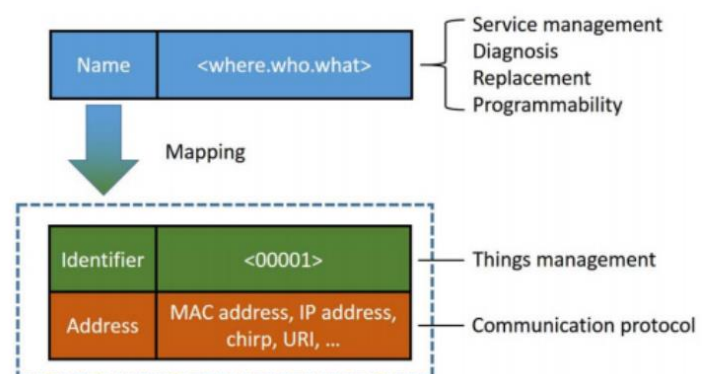 Name <where.who.what>
Service management
Diagnosis
Replacement
Programmability
Mapping
Identifier <00001>
Things management
Address MAC address, IP address,
chirp, URI, ...
Communication protocol